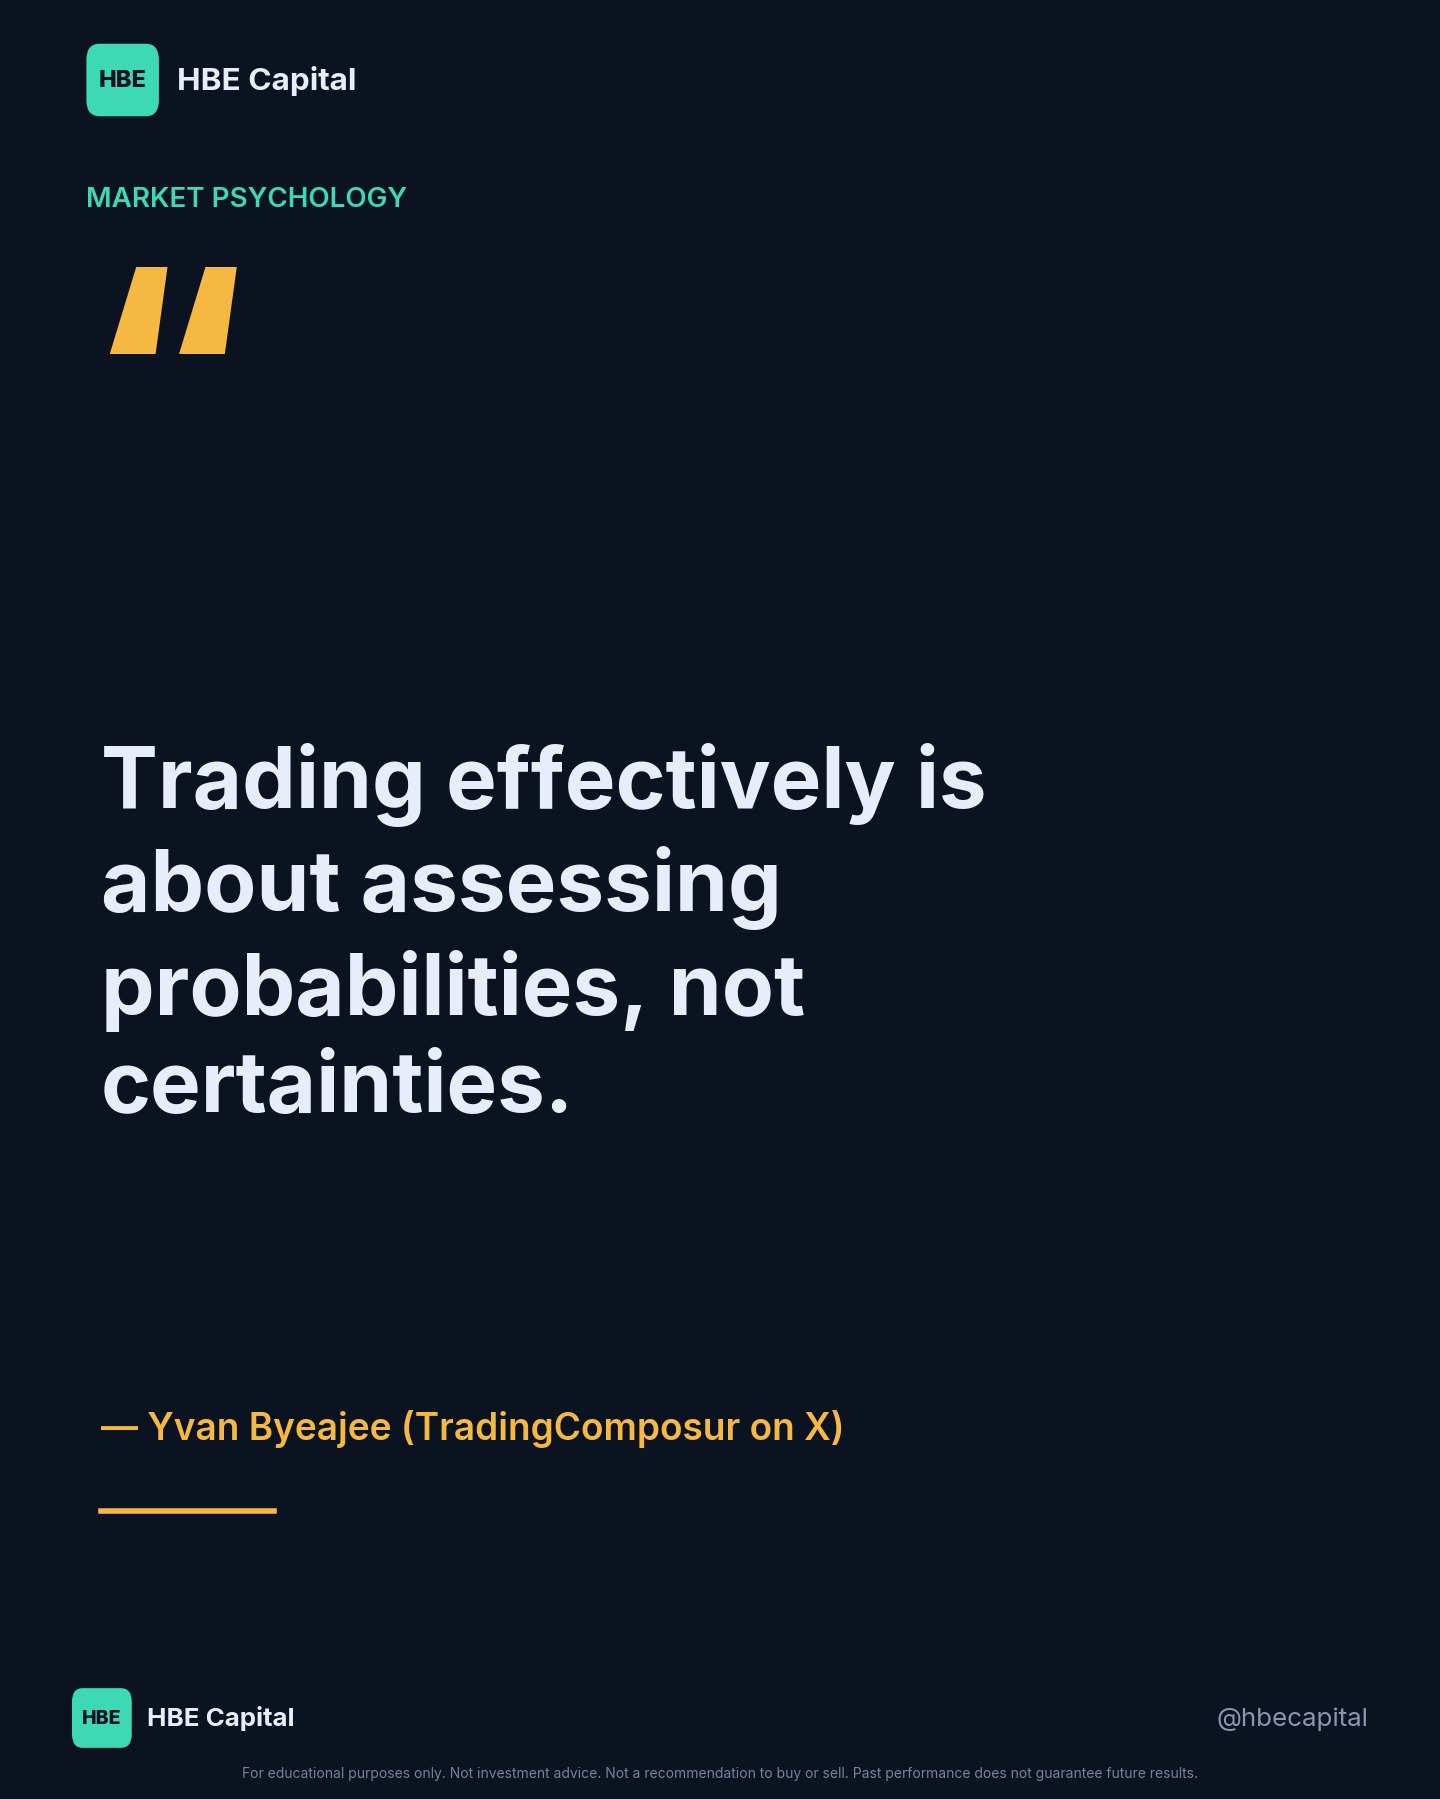 HBE
HBE Capital
MARKET PSYCHOLOGY
“
Trading effectively is
about assessing
probabilities, not
certainties.
— Yvan Byeajee (TradingComposur on X)
HBE
HBE Capital
@hbecapital
For educational purposes only. Not investment advice. Not a recommendation to buy or sell. Past performance does not guarantee future results.